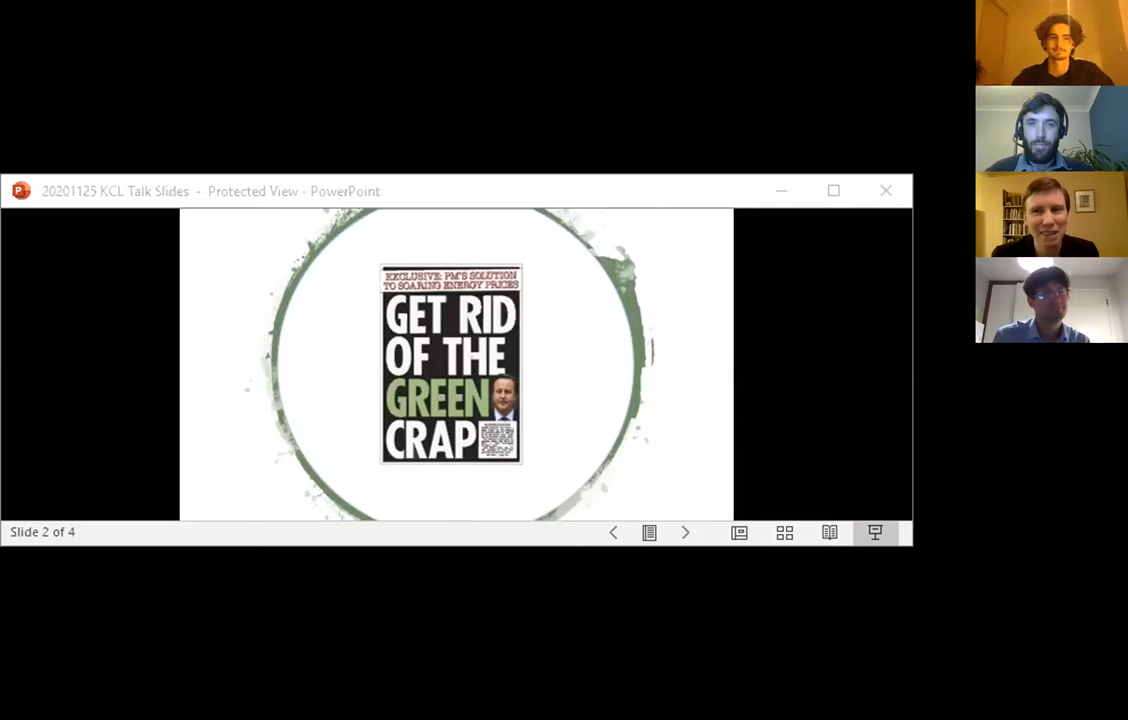 20201125 KCL Talk Slides - Protected View - PowerPoint
EXCLUSIVE: PM'S SOLUTION
TO SOARING ENERGY PRICES
GET RID
OF THE
GREEN
CRAP
Slide 2 of 4